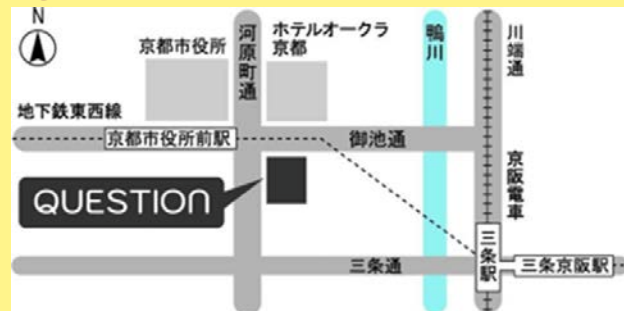 N
京都市役所
河原町通
ホテルオークラ
京都
鴨川
川端通
地下鉄東西線
京都市役所前駅
御池通
QUESTION
京阪電車
三条通
三条駅
三条京阪駅